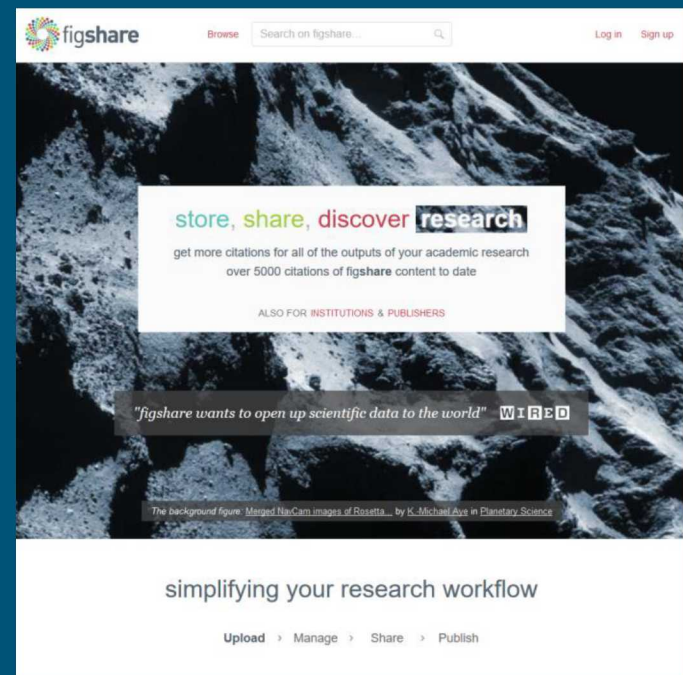 figshare
Browse
Search on figshare...
Log in
Sign up
store, share, discover research
get more citations for all of the outputs of your academic research
over 5000 citations of figshare content to date
ALSO FOR INSTITUTIONS & PUBLISHERS
"figshare wants to open up scientific data to the world" WIRED
The background figure: Merged NavCam images of Rosetta... by K.-Michael Aye in Planetary Science
simplifying your research workflow
Upload › Manage › Share › Publish